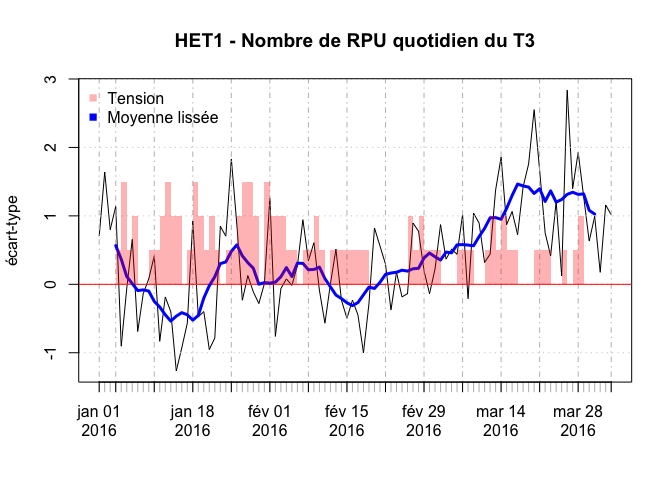 HET1 - Nombre de RPU quotidien du T3
écart-type
3
2
1
0
-1
Tension
Moyenne lissée
jan 01 jan 18 fév 01 fév 15 fév 29 mar 14 mar 28
2016 2016 2016 2016 2016 2016 2016